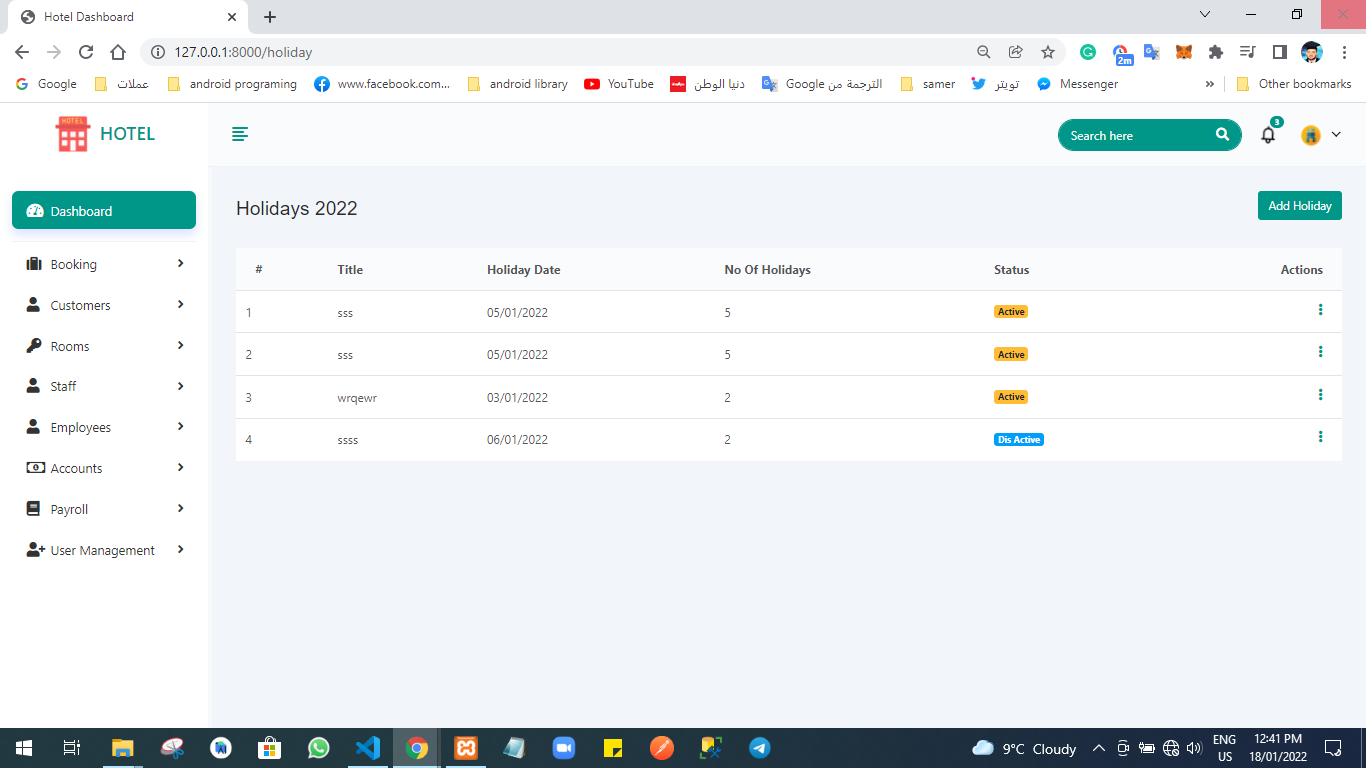 Hotel Dashboard
127.0.0.1:8000/holiday
2m
Google عملات android programing www.facebook.com... android library YouTube دنيا الوطن الترجمة من Google samer تويتر Messenger » Other bookmarks
HOTEL
HOTEL
Search here
3
Dashboard
Booking
Customers
Rooms
Staff
Employees
Accounts
Payroll
User Management
Holidays 2022
Add Holiday
# Title Holiday Date No Of Holidays Status Actions
1 sss 05/01/2022 5 Active
2 sss 05/01/2022 5 Active
3 wrqewr 03/01/2022 2 Active
4 ssss 06/01/2022 2 Dis Active
9°C Cloudy
ENG
US
12:41 PM
18/01/2022